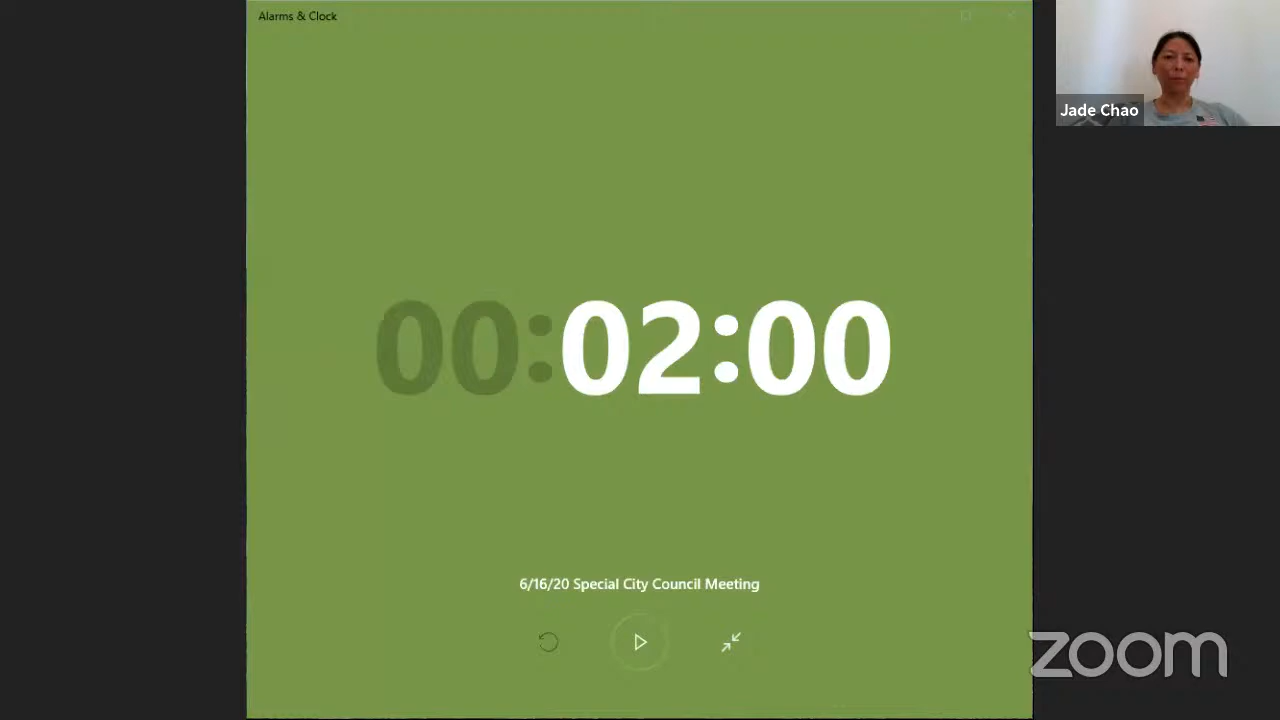 Alarms & Clock
Jade Chao
00:02:00
6/16/20 Special City Council Meeting
zoom